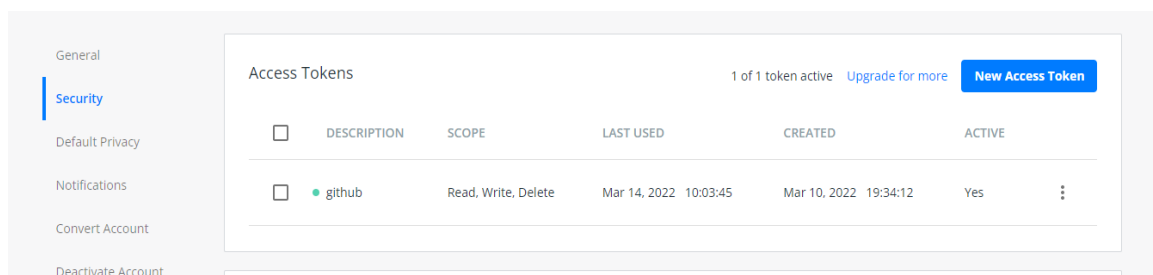 General
Security
Default Privacy
Notifications
Convert Account
Deactivate Account
Access Tokens
1 of 1 token active Upgrade for more New Access Token
DESCRIPTION SCOPE LAST USED CREATED ACTIVE
github Read, Write, Delete Mar 14, 2022 10:03:45 Mar 10, 2022 19:34:12 Yes